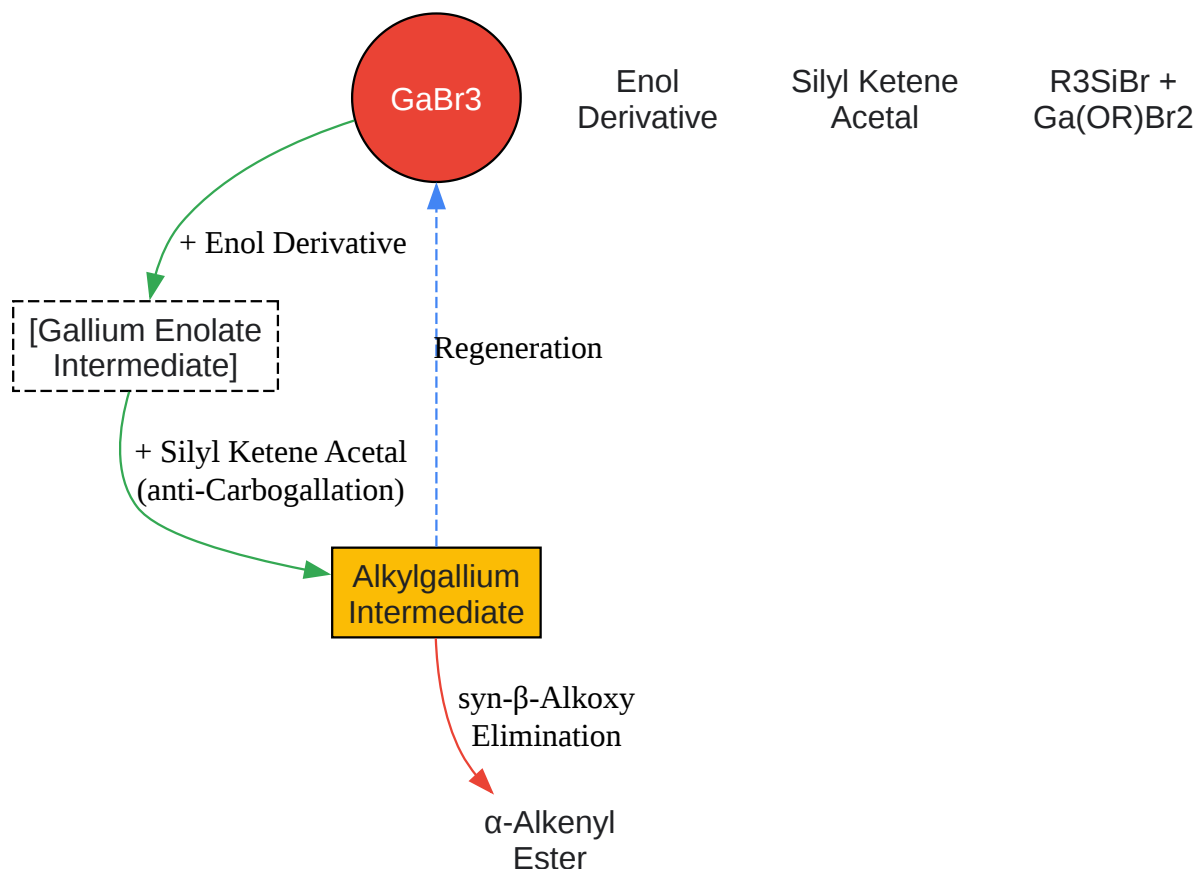 GaBr3
Enol
Derivative
Silyl Ketene
Acetal
R3SiBr +
Ga(OR)Br2
+ Enol Derivative
[Gallium Enolate
Intermediate]
Regeneration
+ Silyl Ketene Acetal
(anti-Carbogallation)
Alkylgallium
Intermediate
syn-β-Alkoxy
Elimination
α-Alkenyl
Ester